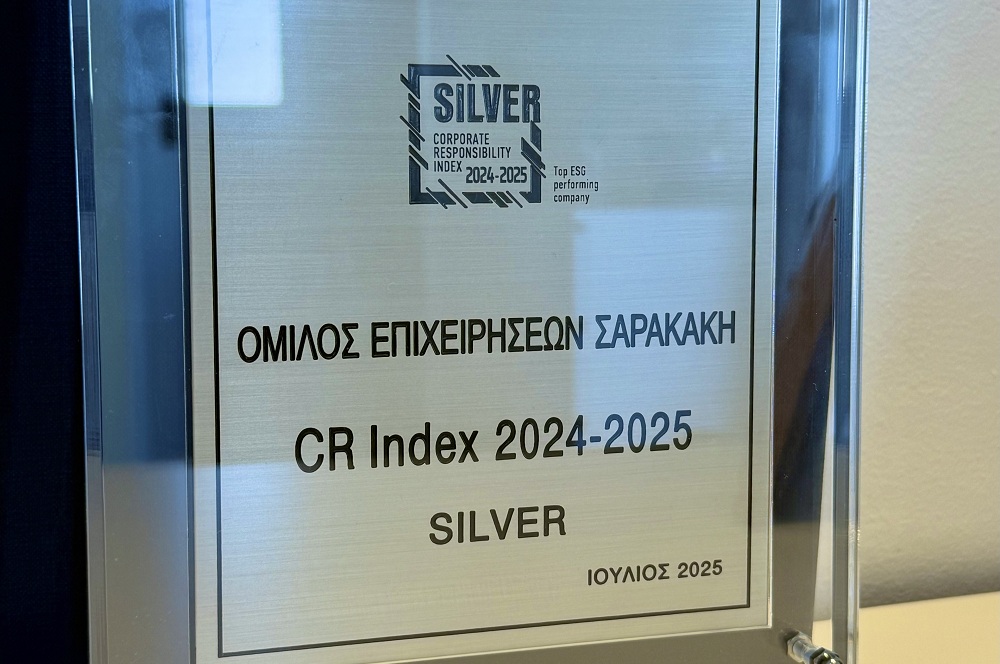 SILVER
CORPORATE
RESPONSIBILITY
INDEX 2024-2025
Top ESG
performing
company
ΟΜΙΛΟΣ ΕΠΙΧΕΙΡΗΣΕΩΝ ΣΑΡΑΚΑΚΗ
CR Index 2024-2025
SILVER
ΙΟΥΛΙΟΣ 2025